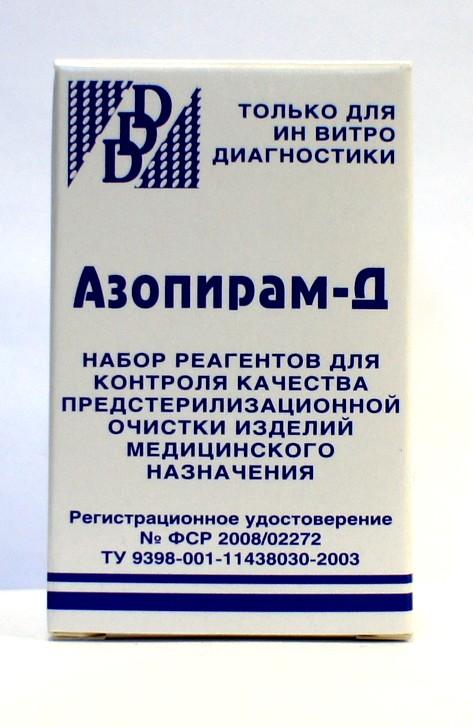 DDD
ТОЛЬКО ДЛЯ
ИН ВИТРО
ДИАГНОСТИКИ
Азопирам-Д
НАБОР РЕАГЕНТОВ ДЛЯ
КОНТРОЛЯ КАЧЕСТВА
ПРЕДСТЕРИЛИЗАЦИОННОЙ
ОЧИСТКИ ИЗДЕЛИЙ
МЕДИЦИНСКОГО
НАЗНАЧЕНИЯ
Регистрационное удостоверение
№ ФСР 2008/02272
ТУ 9398-001-11438030-2003